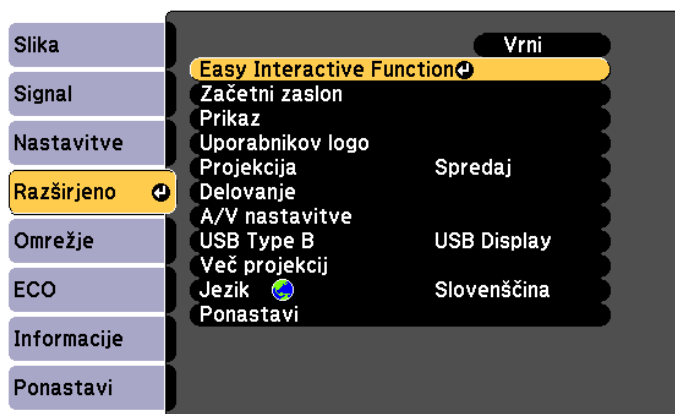 Slika
Signal
Nastavitve
Razširjeno
Omrežje
ECO
Informacije
Ponastavi
Vrni
Easy Interactive Function
Začetni zaslon
Prikaz
Uporabnikov logo
Projekcija Spredaj
Delovanje
A/V nastavitve
USB Type B USB Display
Več projekcij
Jezik Slovenščina
Ponastavi